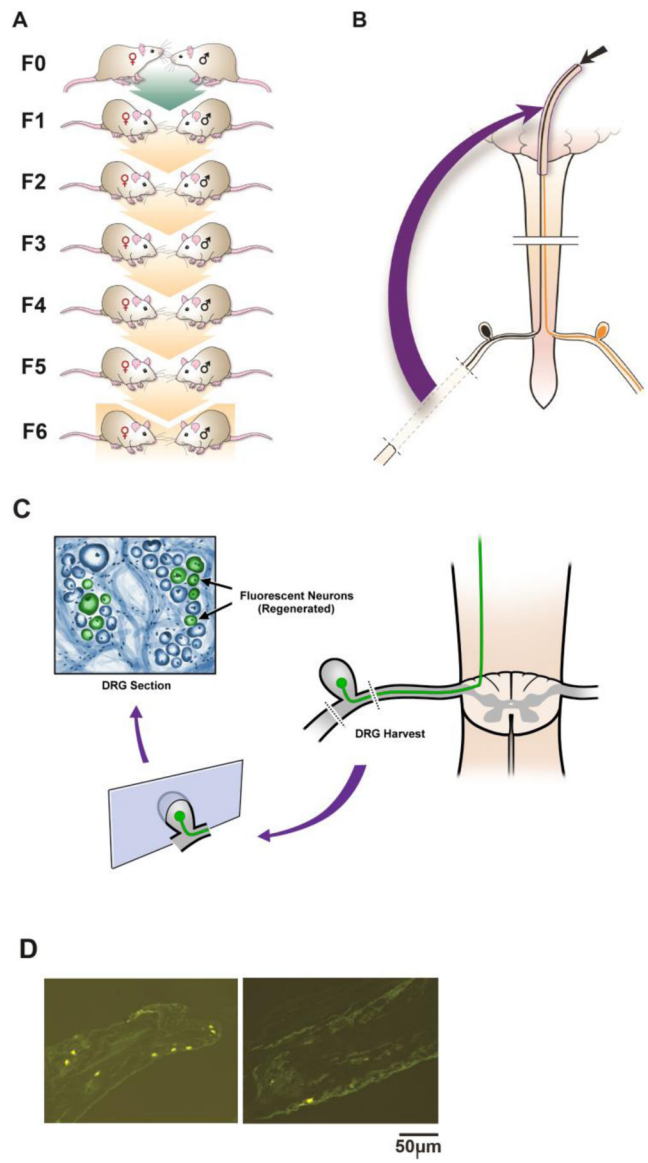 A
B
F0
♀ ♂
F1
♀ ♂
F2
♀ ♂
F3
♀ ♂
F4
♀ ♂
F5
♀ ♂
F6
♀ ♂
C
Fluorescent Neurons
(Regenerated)
DRG Section
DRG Harvest
D
50μm